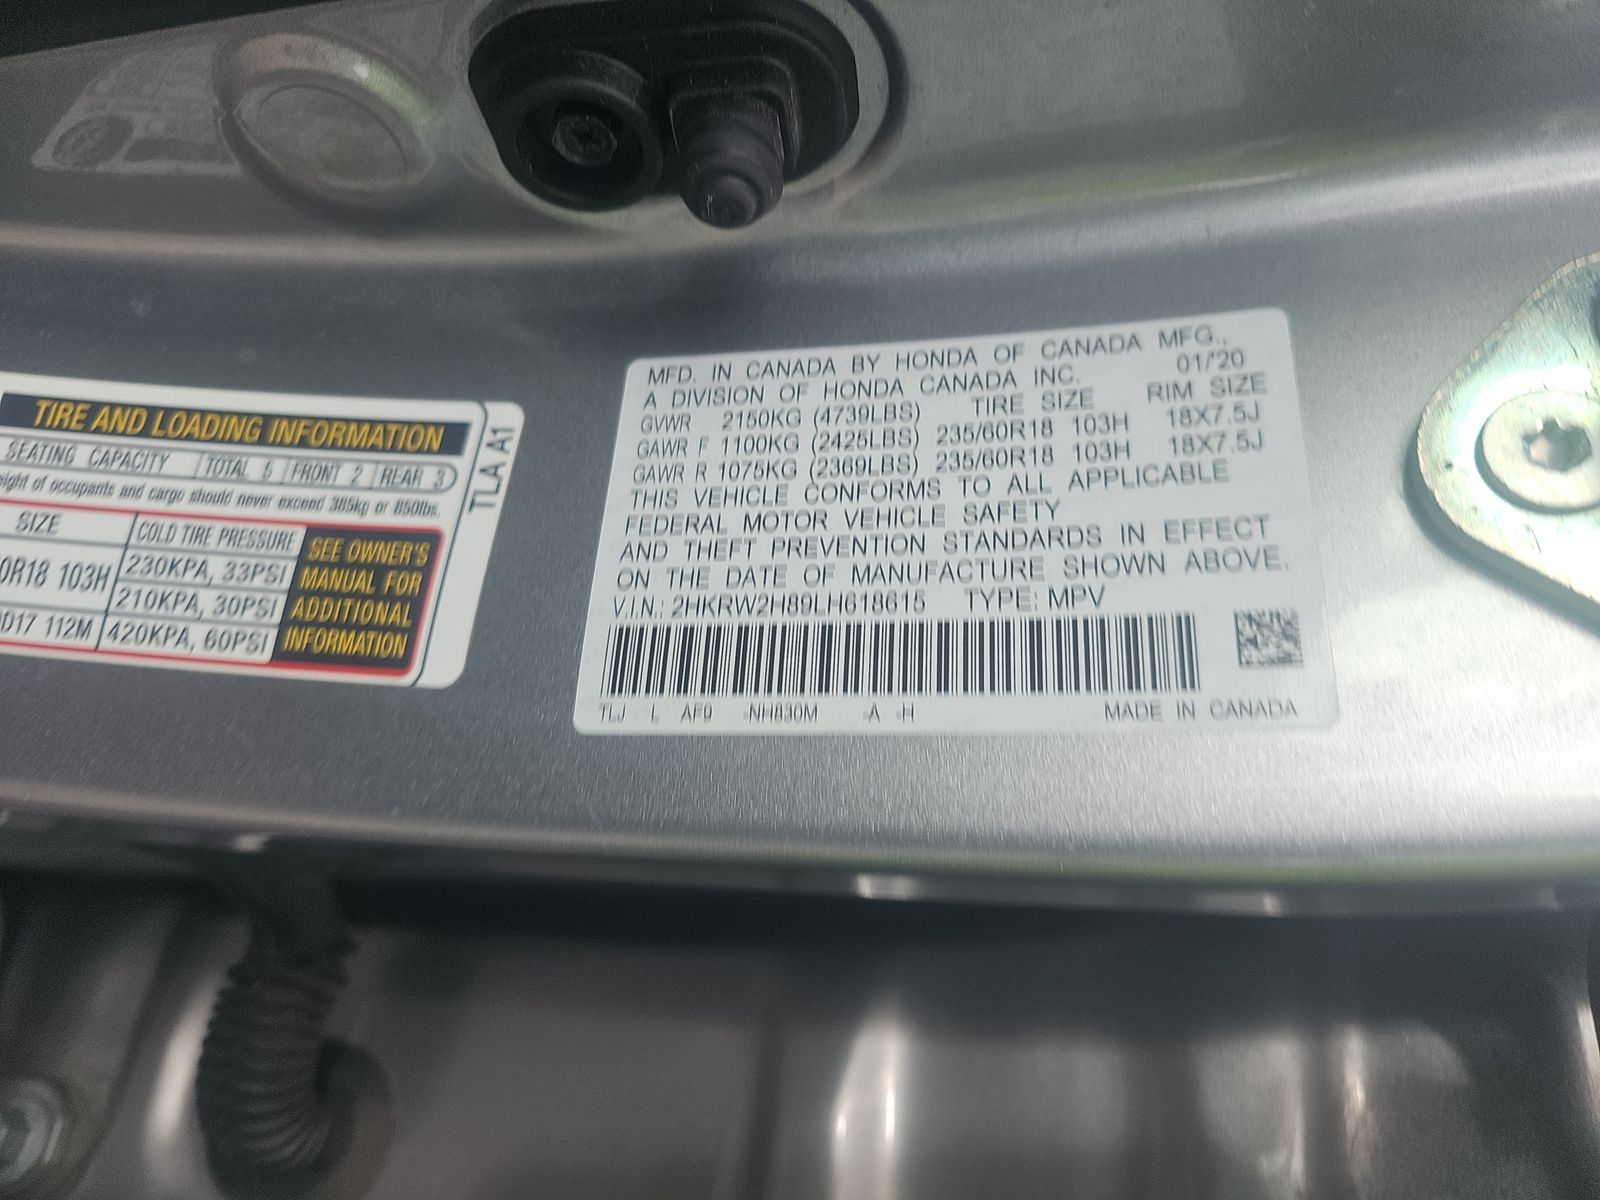 TIRE AND LOADING INFORMATION
SEATING CAPACITY TOTAL 5 FRONT 2 REAR 3
of occupants and cargo should never exceed 385kg or 850lbs.
SIZE COLD TIRE PRESSURE
0R18 103H 230KPA, 33PSI
210KPA, 30PSI
D17 112M 420KPA, 60PSI
SEE OWNER'S
MANUAL FOR
ADDITIONAL
INFORMATION
TLA A1
MFD. IN CANADA BY HONDA OF CANADA MFG.,
A DIVISION OF HONDA CANADA INC. 01/'20
GVWR 2150KG (4739LBS) TIRE SIZE RIM SIZE
GAWR F 1100KG (2425LBS) 235/60R18 103H 18X7.5J
GAWR R 1075KG (2369LBS) 235/60R18 103H 18X7.5J
THIS VEHICLE CONFORMS TO ALL APPLICABLE
FEDERAL MOTOR VEHICLE SAFETY
AND THEFT PREVENTION STANDARDS IN EFFECT
ON THE DATE OF MANUFACTURE SHOWN ABOVE.
V.I.N.: 2HKRW2H89LH618615 TYPE: MPV
TLJ L AF9 -NH830M -A -H MADE IN CANADA